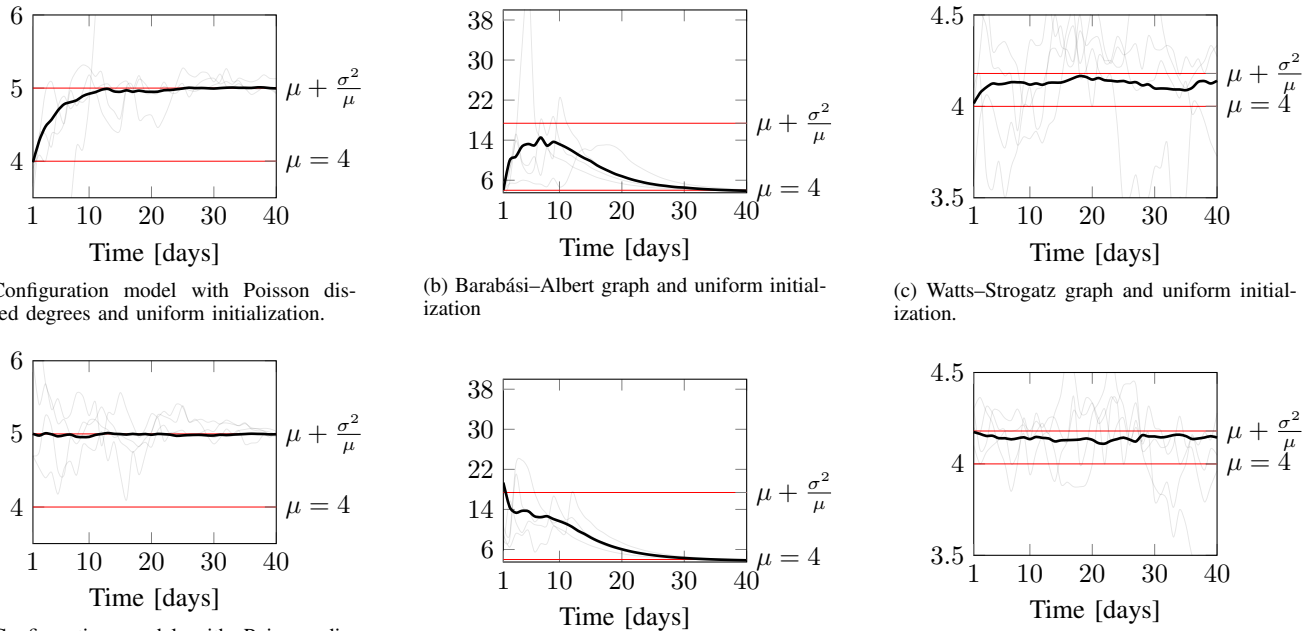 6
5
4
μ + σ²/μ
μ = 4
1 10 20 30 40
Time [days]
Configuration model with Poisson dis-
ed degrees and uniform initialization.
38
30
22
14
6
μ + σ²/μ
μ = 4
1 10 20 30 40
Time [days]
(b) Barabási–Albert graph and uniform initial-
ization
4.5
4
3.5
μ + σ²/μ
μ = 4
1 10 20 30 40
Time [days]
(c) Watts–Strogatz graph and uniform initial-
ization.
6
5
4
μ + σ²/μ
μ = 4
1 10 20 30 40
Time [days]
38
30
22
14
6
μ + σ²/μ
μ = 4
1 10 20 30 40
Time [days]
4.5
4
3.5
μ + σ²/μ
μ = 4
1 10 20 30 40
Time [days]